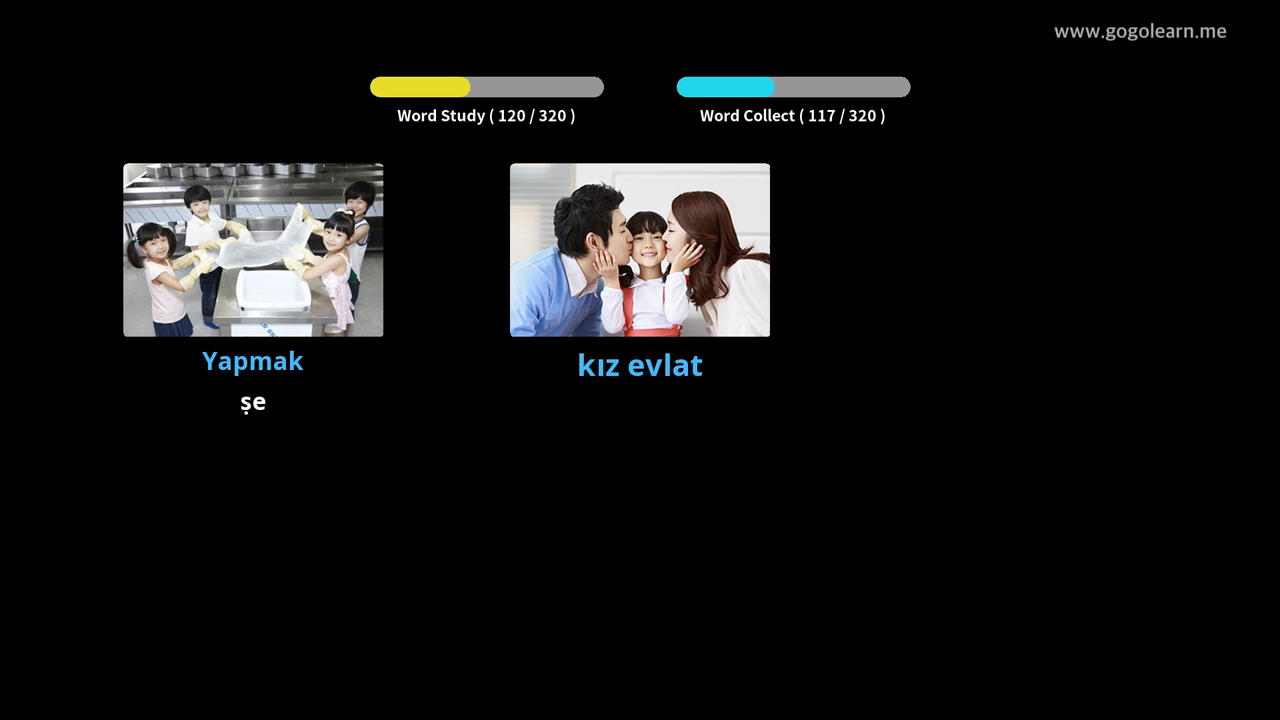 www.gogolearn.me
Word Study ( 120 / 320 )
Word Collect ( 117 / 320 )
Yapmak
ṣe
kız evlat